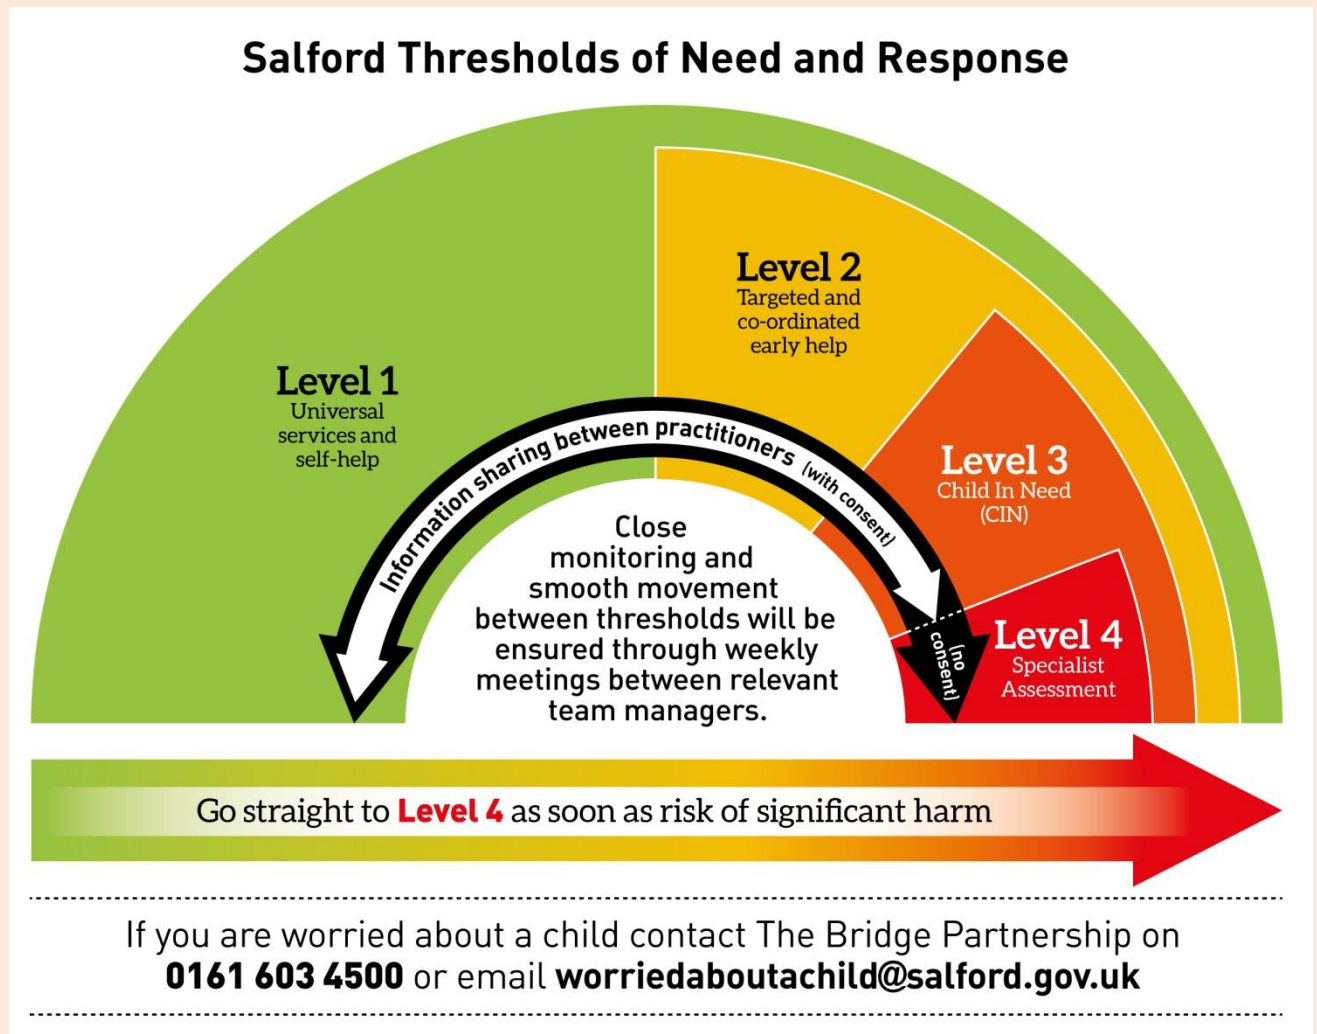 Salford Thresholds of Need and Response
Level 1
Universal
services and
self-help
Level 2
Targeted and
co-ordinated
early help
Level 3
Child In Need
(CIN)
Level 4
Specialist
Assessment
Information sharing between practitioners (with consent)
(no
consent)
Close
monitoring and
smooth movement
between thresholds will be
ensured through weekly
meetings between relevant
team managers.
Go straight to Level 4 as soon as risk of significant harm
If you are worried about a child contact The Bridge Partnership on
0161 603 4500 or email worriedaboutachild@salford.gov.uk